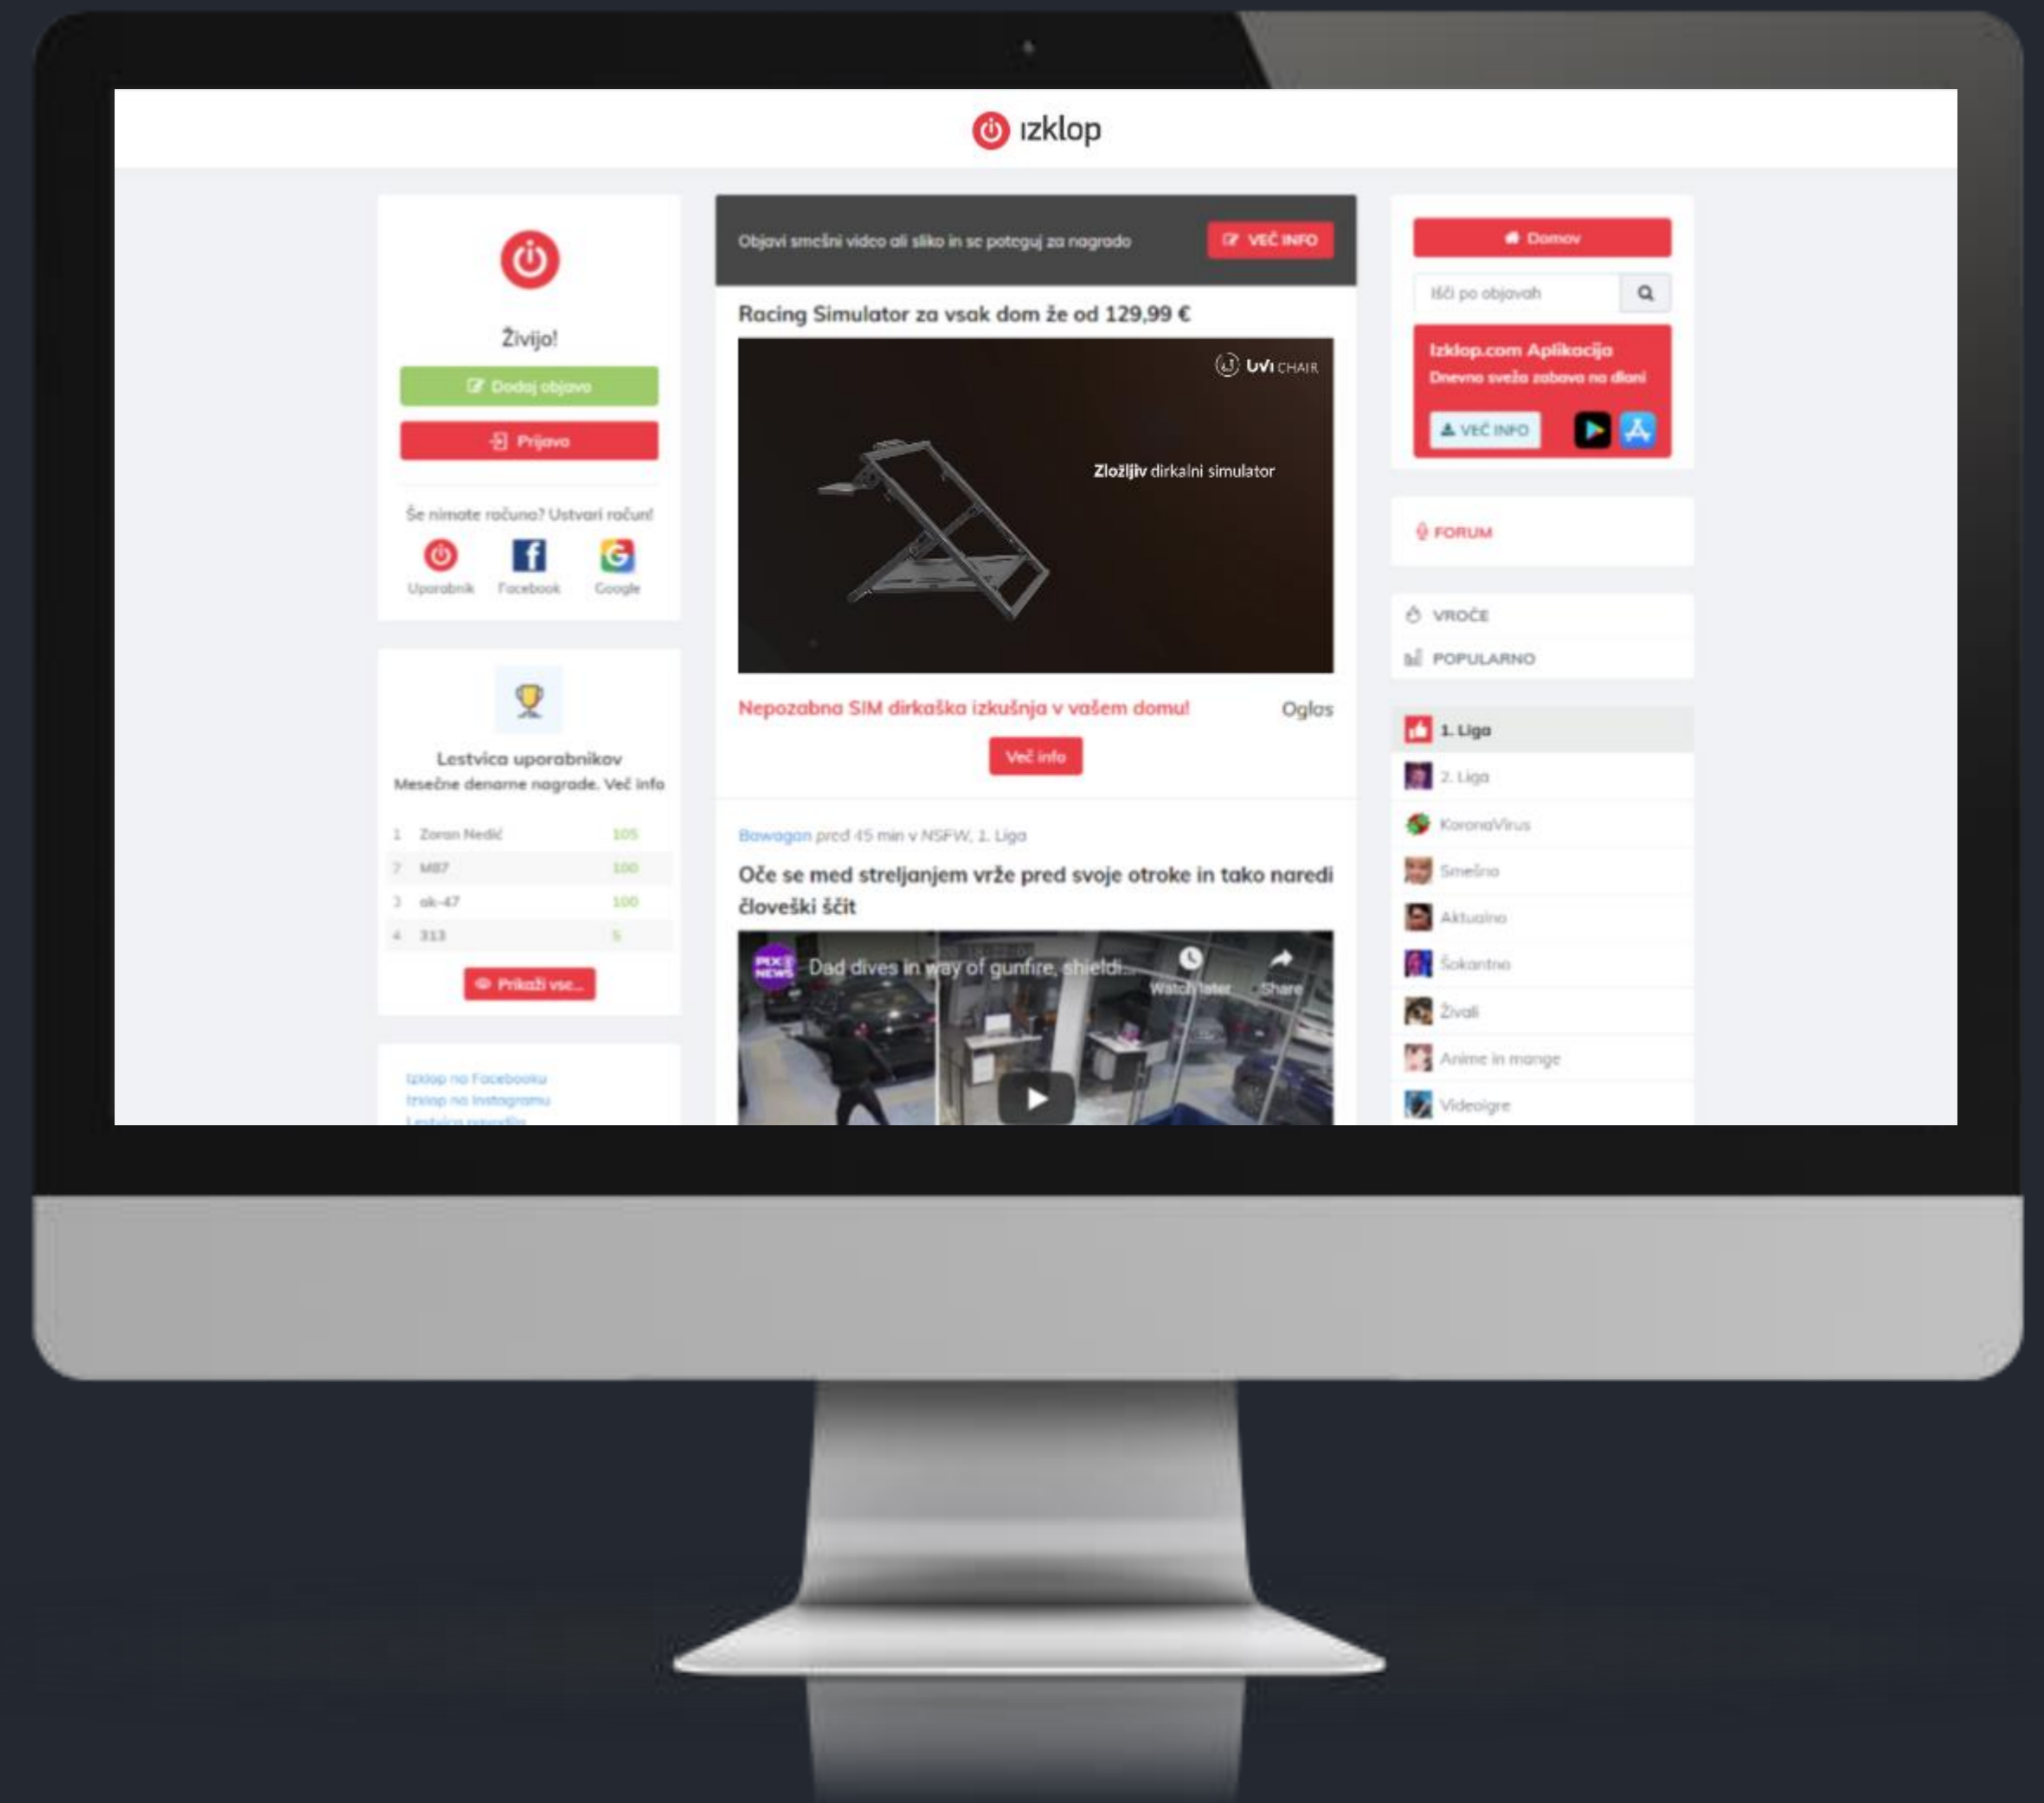 ızklop
Živijo!
Dodaj objavo
Prijava
Še nimate računa? Ustvari račun!
Uporabnik Facebook Google
Lestvica uporabnikov
Mesečne denarne nagrade. Več info
1 Zoran Nedić 105
2 M87 100
3 ak-47 100
4 313 5
Prikaži vse...
Izklop na Facebooku
Izklop na Instagramu
Lestvica navodila
Objavi smešni video ali sliko in se poteguj za nagrado
VEČ INFO
Racing Simulator za vsak dom že od 129,99 €
UVI CHAIR
Zložljiv dirkalni simulator
Nepozabna SIM dirkaška izkušnja v vašem domu! Oglas
Več info
Bawagan pred 45 min v NSFW, 1. Liga
Oče se med streljanjem vrže pred svoje otroke in tako naredi
človeški ščit
PIX11
NEWS
Dad dives in way of gunfire, shieldi...
Watch later Share
Domov
Išči po objavah
Izklop.com Aplikacija
Dnevna sveža zabava na dlani
VEČ INFO
FORUM
VROČE
POPULARNO
1. Liga
2. Liga
KoronaVirus
Smešno
Aktualno
Šokantno
Živali
Anime in mange
Videoigre